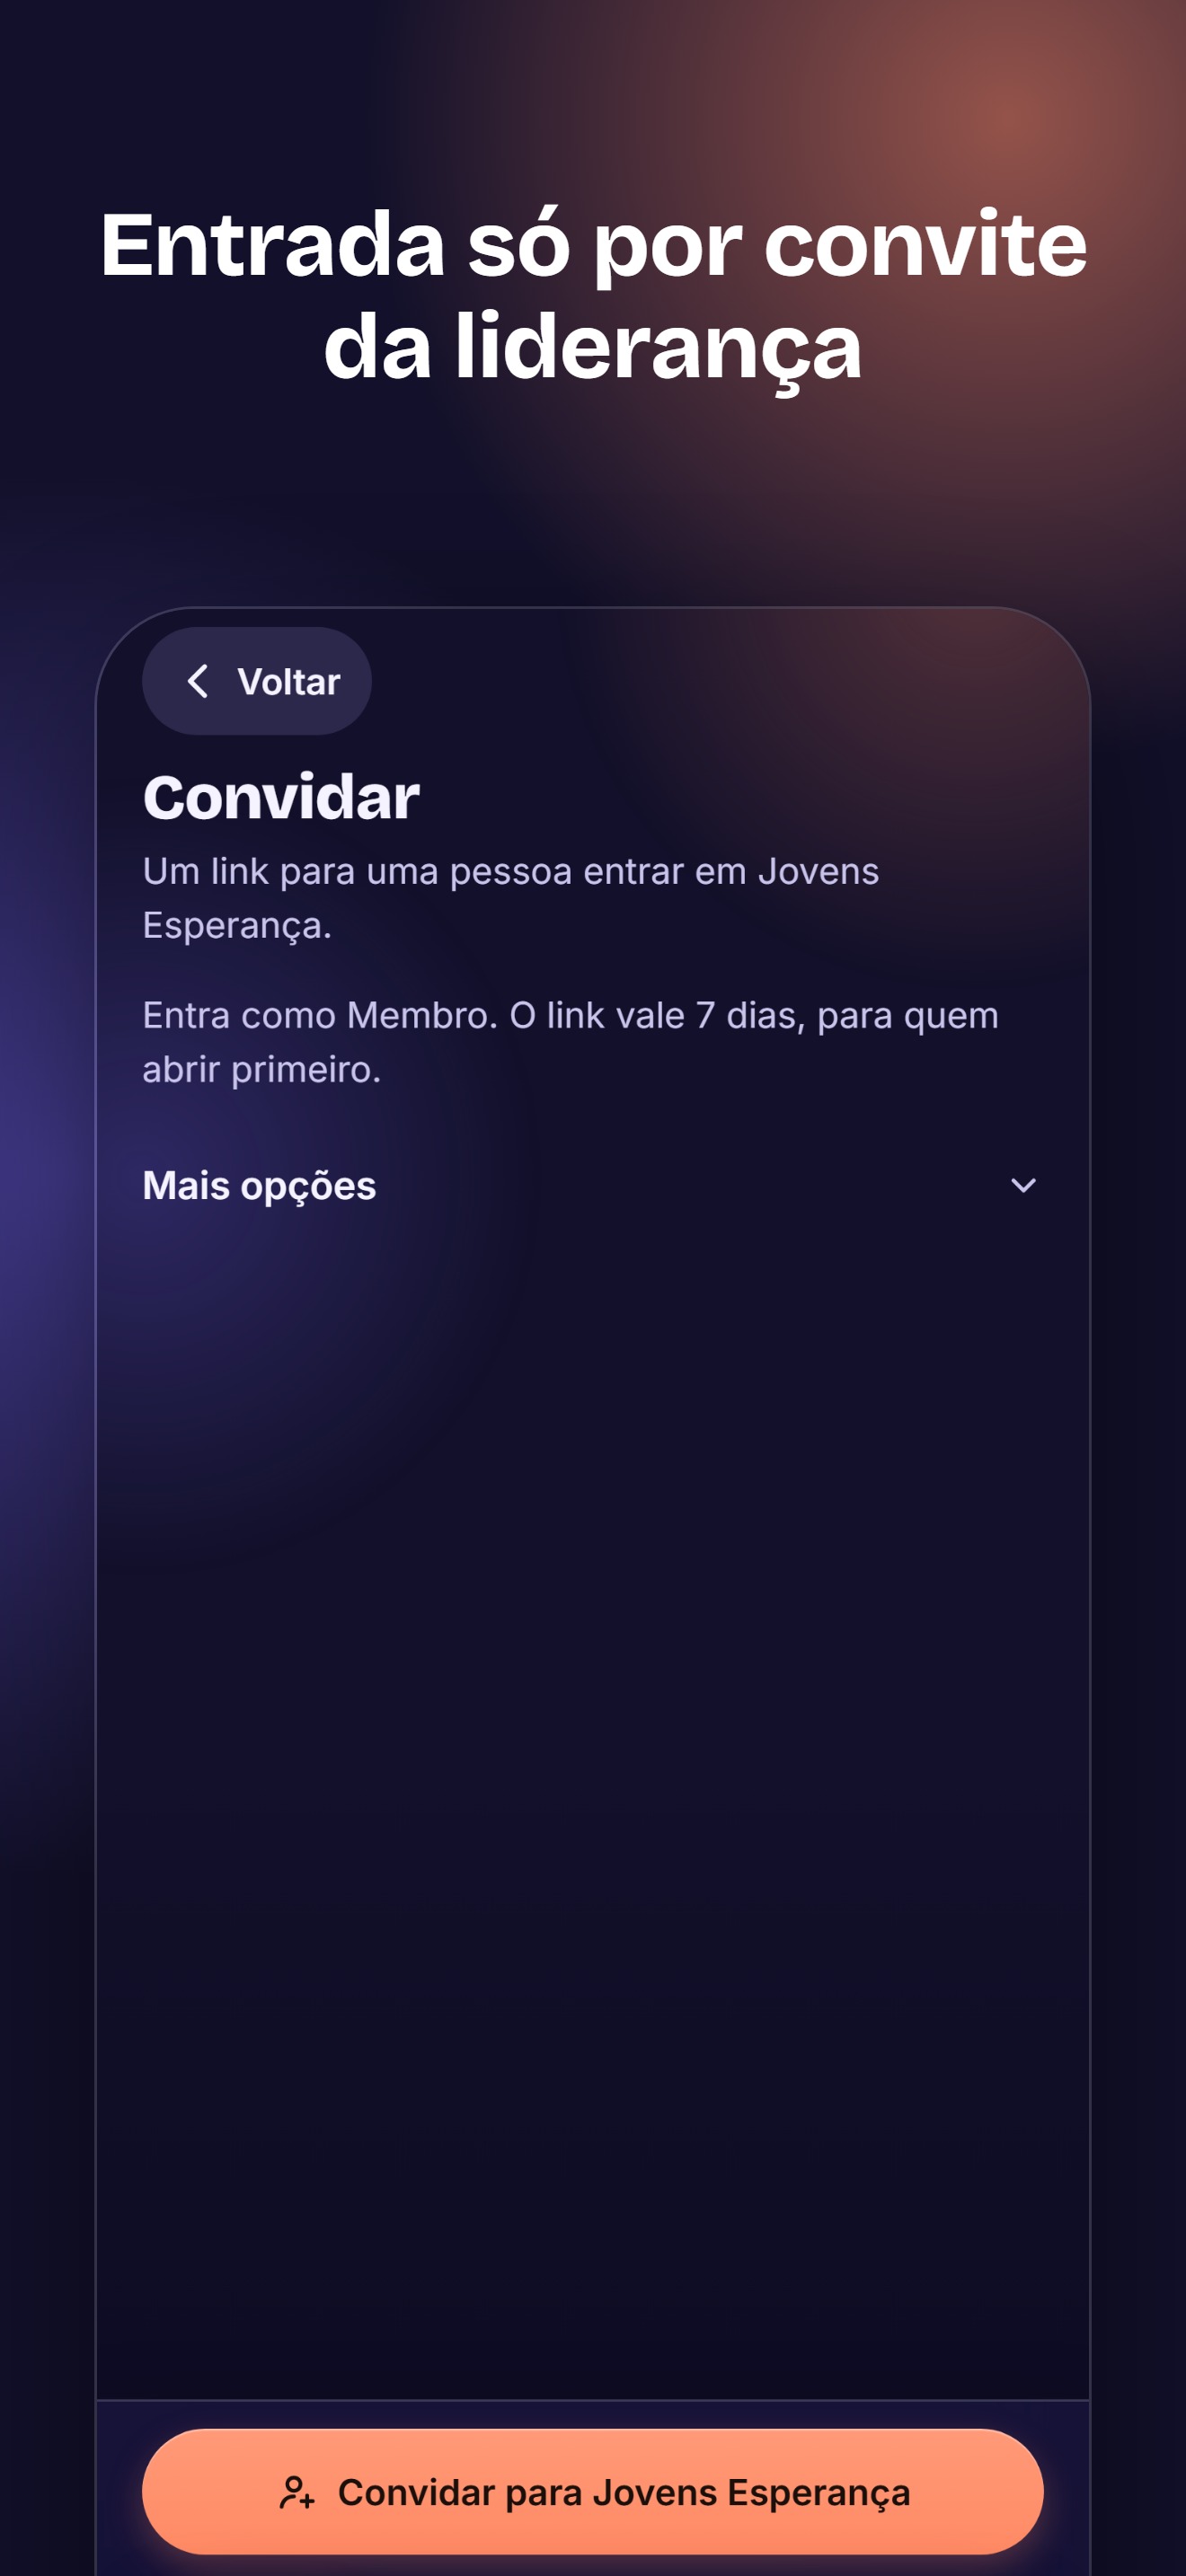 Entrada só por convite
da liderança
Voltar
Convidar
Um link para uma pessoa entrar em Jovens
Esperança.
Entra como Membro. O link vale 7 dias, para quem
abrir primeiro.
Mais opções
Convidar para Jovens Esperança